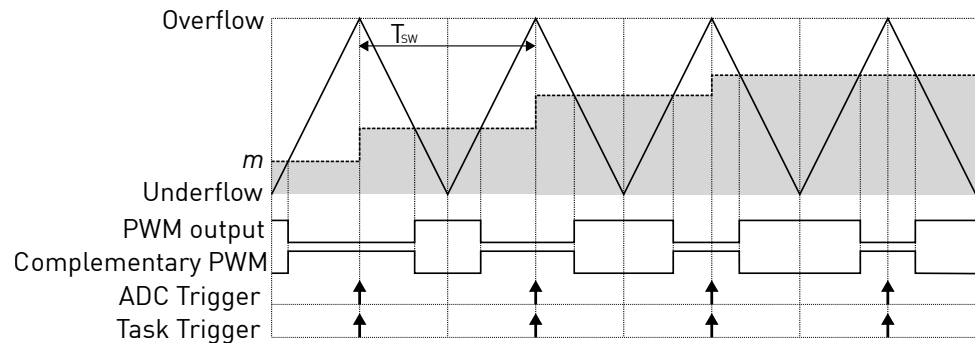 Overflow
Tsw
m
Underflow
PWM output
Complementary PWM
ADC Trigger
Task Trigger